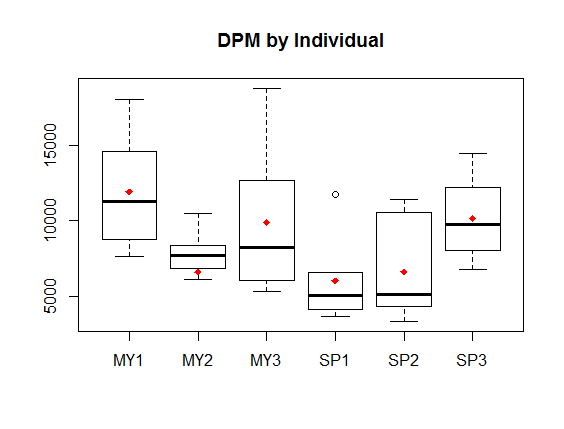 DPM by Individual
15000
10000
5000
MY1 MY2 MY3 SP1 SP2 SP3